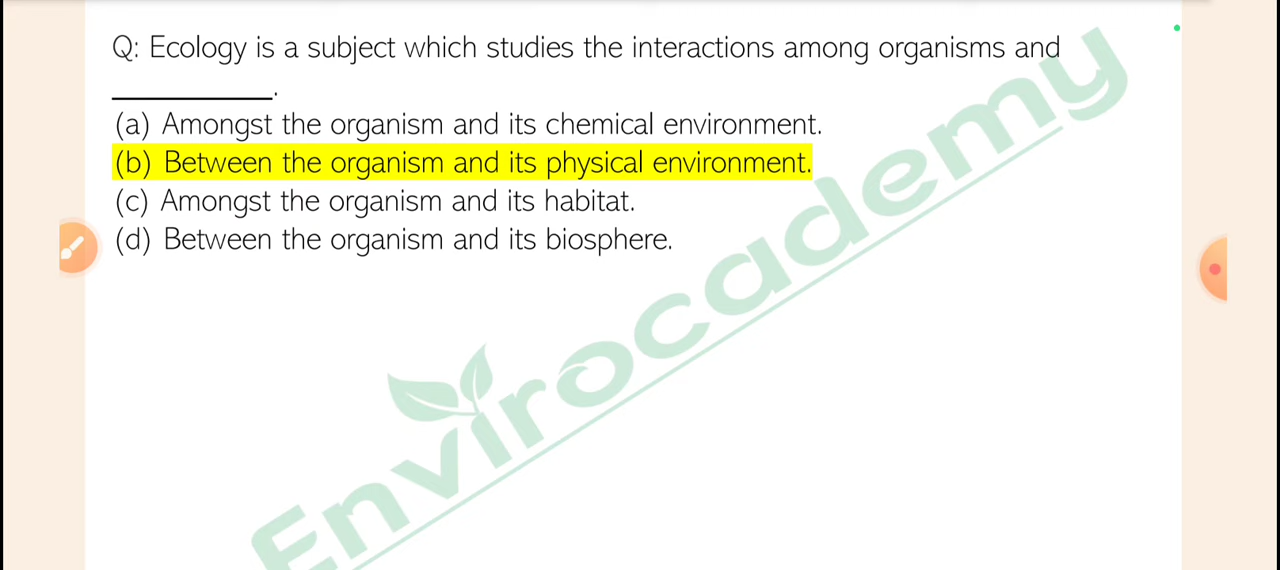 Q: Ecology is a subject which studies the interactions among organisms and
____________.
(a) Amongst the organism and its chemical environment.
(b) Between the organism and its physical environment.
(c) Amongst the organism and its habitat.
(d) Between the organism and its biosphere.
Envirocademy